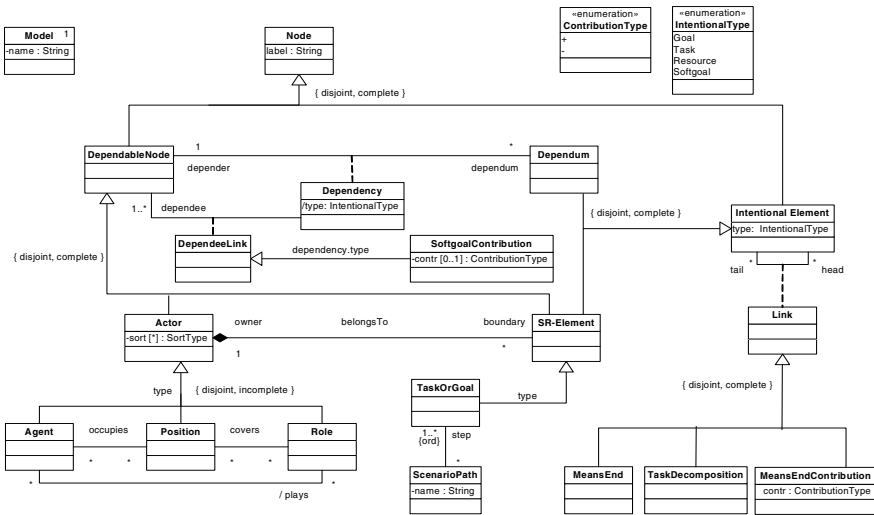 Model 1
-name : String
Node
label : String
«enumeration»
ContributionType
+
-
«enumeration»
IntentionalType
Goal
Task
Resource
Softgoal
{ disjoint, complete }
DependableNode
1
depender
*
dependum
Dependum
Dependency
/type: IntentionalType
1..*
dependee
{ disjoint, complete }
Intentional Element
type: IntentionalType
DependeeLink
dependency.type
SoftgoalContribution
-contr [0..1] : ContributionType
{ disjoint, complete }
tail
*
*
head
Link
Actor
-sort [*] : SortType
owner
1
belongsTo
boundary
*
SR-Element
type
{ disjoint, incomplete }
TaskOrGoal
type
{ disjoint, complete }
Agent
occupies
*
*
Position
covers
*
*
Role
*
/ plays
*
1..*
{ord}
step
*
ScenarioPath
-name : String
MeansEnd
TaskDecomposition
MeansEndContribution
contr : ContributionType